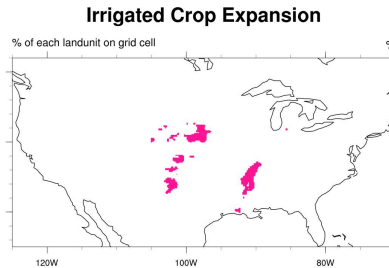 Irrigated Crop Expansion
% of each landunit on grid cell
120W 100W 80W